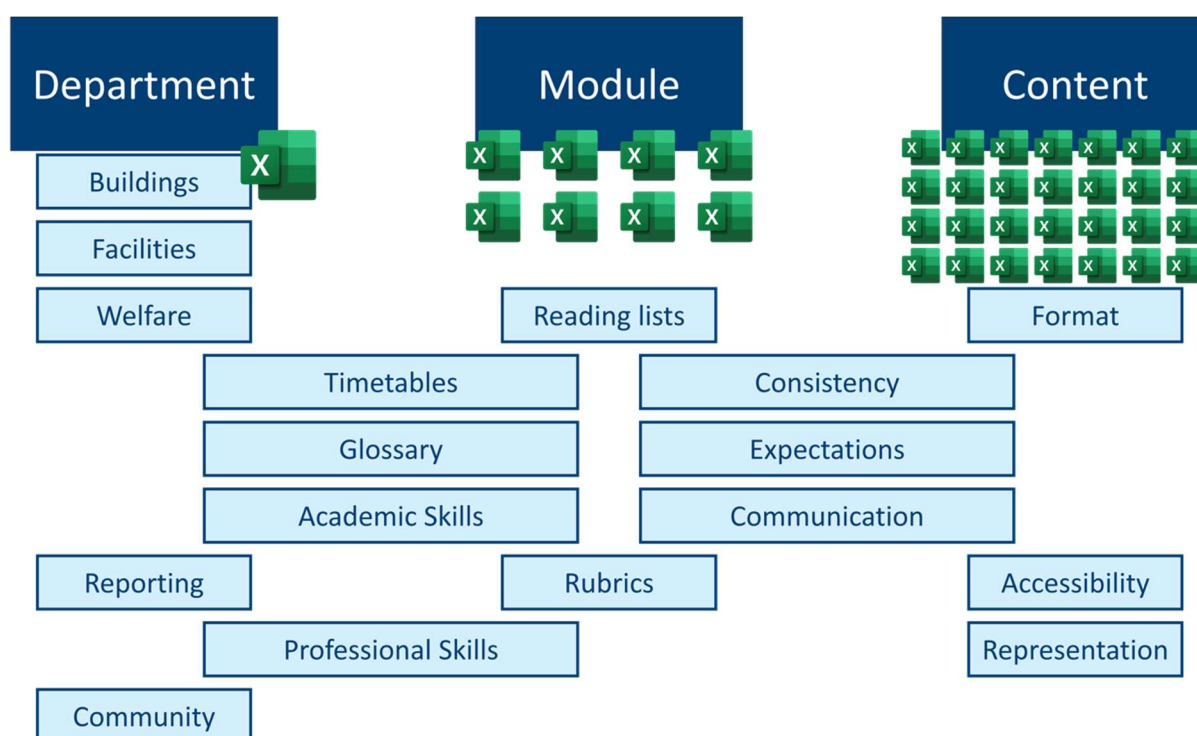 Department
Module
Content
X
X X X X
X X X X X X X
Buildings
X X X X X X X
X X X X
X X X X X X X
Facilities
X X X X X X X
Welfare
Reading lists
Format
Timetables
Consistency
Glossary
Expectations
Academic Skills
Communication
Reporting
Rubrics
Accessibility
Professional Skills
Representation
Community